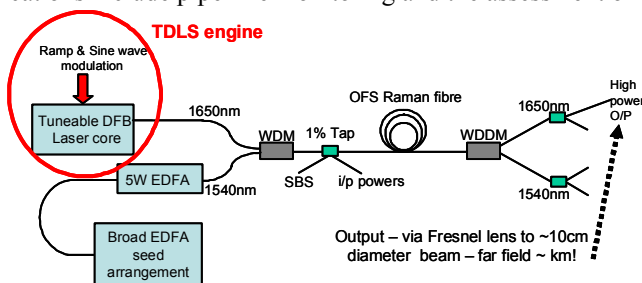 TDLS engine
Ramp & Sine wave
modulation
Tuneable DFB
Laser core
1650nm
5W EDFA
1540nm
Broad EDFA
seed
arrangement
WDM
1% Tap
SBS
i/p powers
OFS Raman fibre
WDDM
1650nm
1540nm
High
power
O/P
Output – via Fresnel lens to ~10cm
diameter beam – far field ~ km!